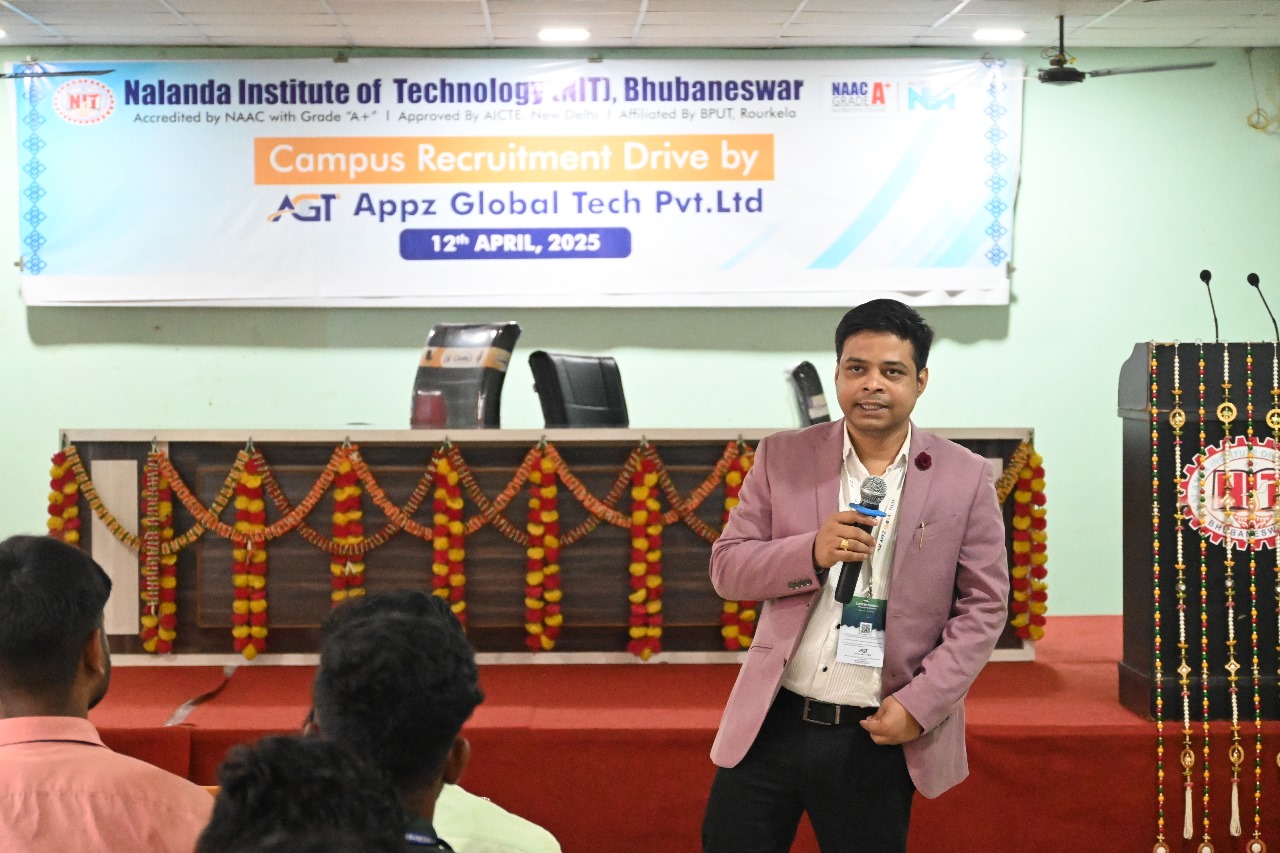 NIT
Nalanda Institute of Technology (NIT), Bhubaneswar
Accredited by NAAC with Grade "A+" | Approved By AICTE, New Delhi | Affiliated By BPUT, Rourkela
NAAC
GRADE A+
Campus Recruitment Drive by
AGT Appz Global Tech Pvt.Ltd
12th APRIL, 2025
NIT